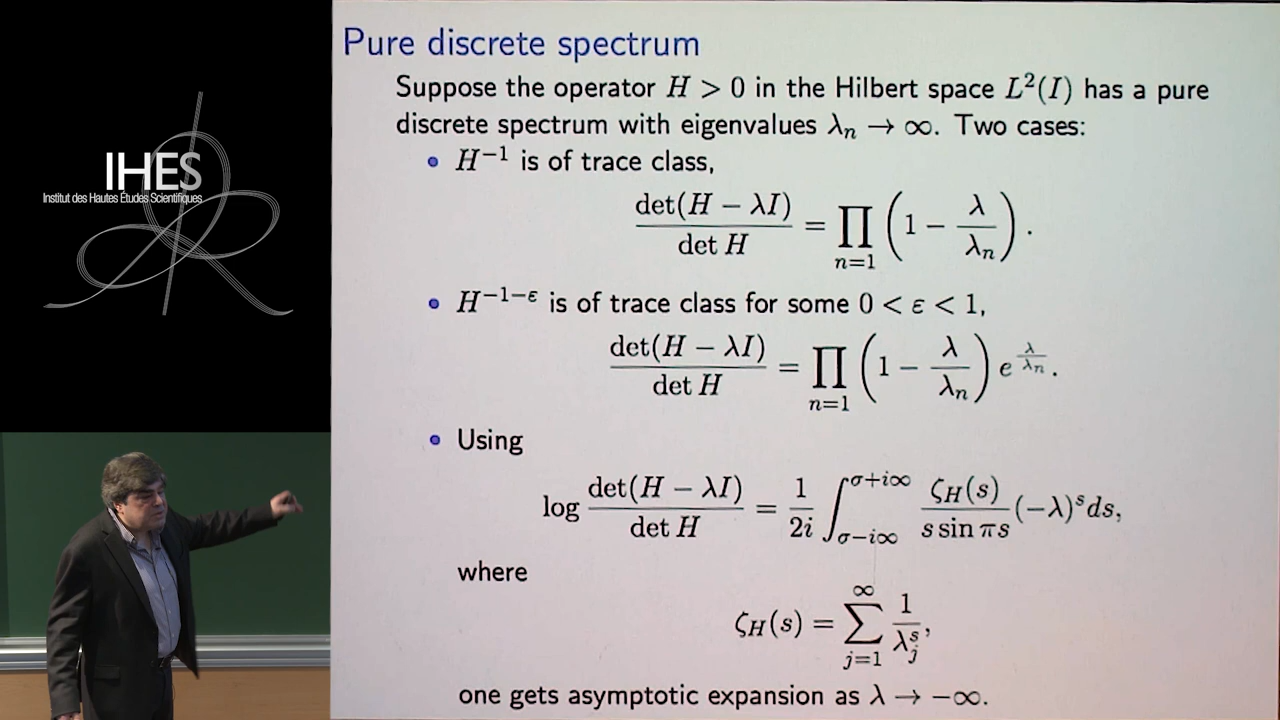 IHES
Institut des Hautes Études Scientifiques
Pure discrete spectrum
Suppose the operator H > 0 in the Hilbert space L²(I) has a pure
discrete spectrum with eigenvalues λₙ → ∞. Two cases:
• H⁻¹ is of trace class,
det(H − λI) / det H = ∏_{n=1} (1 − λ/λₙ).
• H^{−1−ε} is of trace class for some 0 < ε < 1,
det(H − λI) / det H = ∏_{n=1} (1 − λ/λₙ) e^{λ/λₙ}.
• Using
log det(H − λI) / det H = 1/2i ∫_{σ−i∞}^{σ+i∞} ζ_H(s) / (s sin πs) (−λ)^s ds,
where
ζ_H(s) = ∑_{j=1}^{∞} 1/λ_j^s,
one gets asymptotic expansion as λ → −∞.